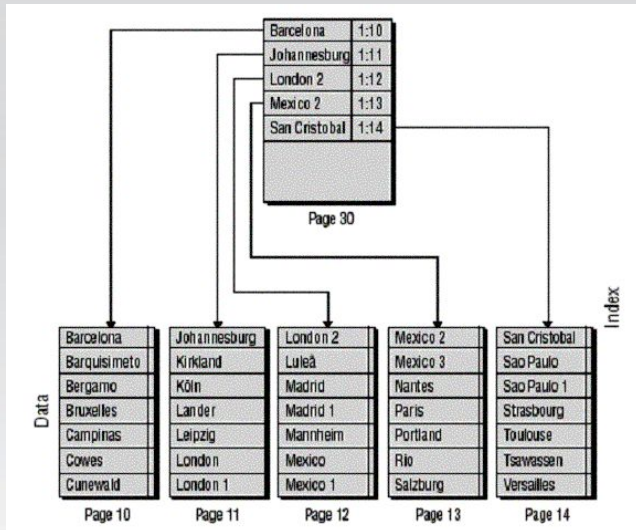 Barcelona 1:10
Johannesburg 1:11
London 2 1:12
Mexico 2 1:13
San Cristobal 1:14
Page 30
Index
Data
Barcelona
Barquisimeto
Bergamo
Bruxelles
Campinas
Cowes
Cunewald
Page 10
Johannesburg
Kirkland
Köln
Lander
Leipzig
London
London 1
Page 11
London 2
Luleå
Madrid
Madrid 1
Mannheim
Mexico
Mexico 1
Page 12
Mexico 2
Mexico 3
Nantes
Paris
Portland
Rio
Salzburg
Page 13
San Cristobal
Sao Paulo
Sao Paulo 1
Strasbourg
Toulouse
Tsawassen
Versailles
Page 14